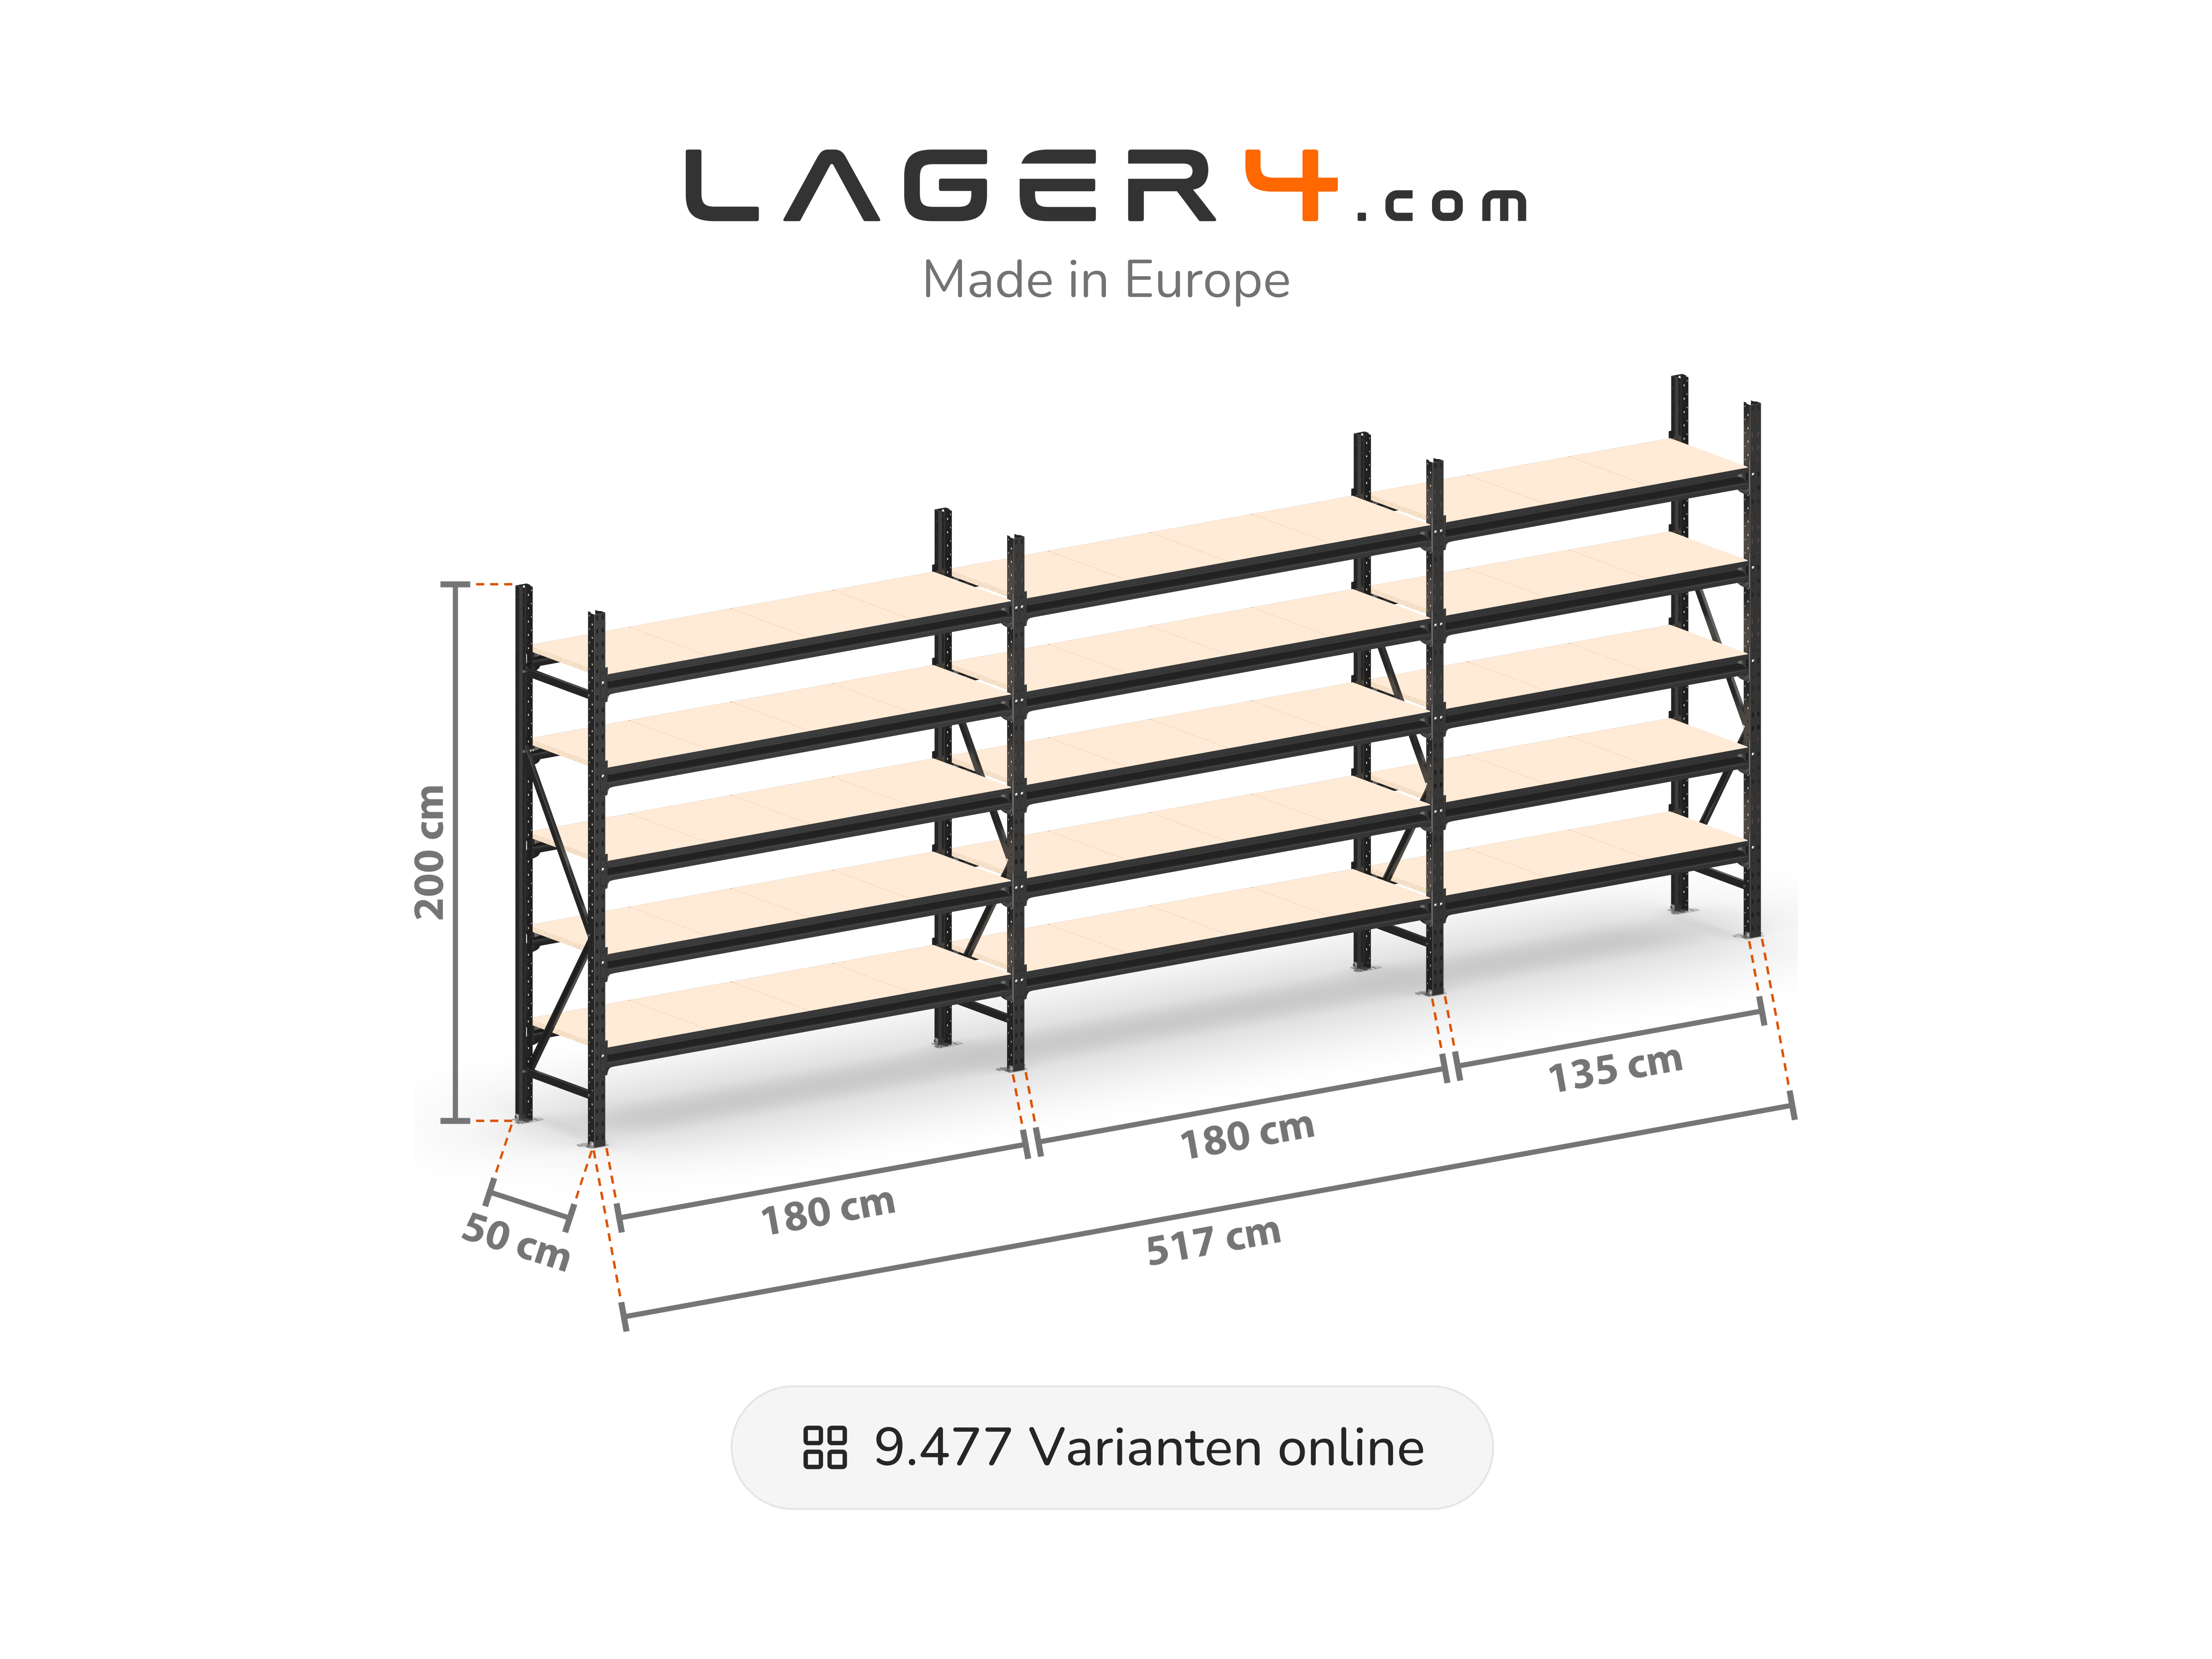 LAGER4.com
Made in Europe
200 cm
50 cm
180 cm
180 cm
135 cm
517 cm
9.477 Varianten online